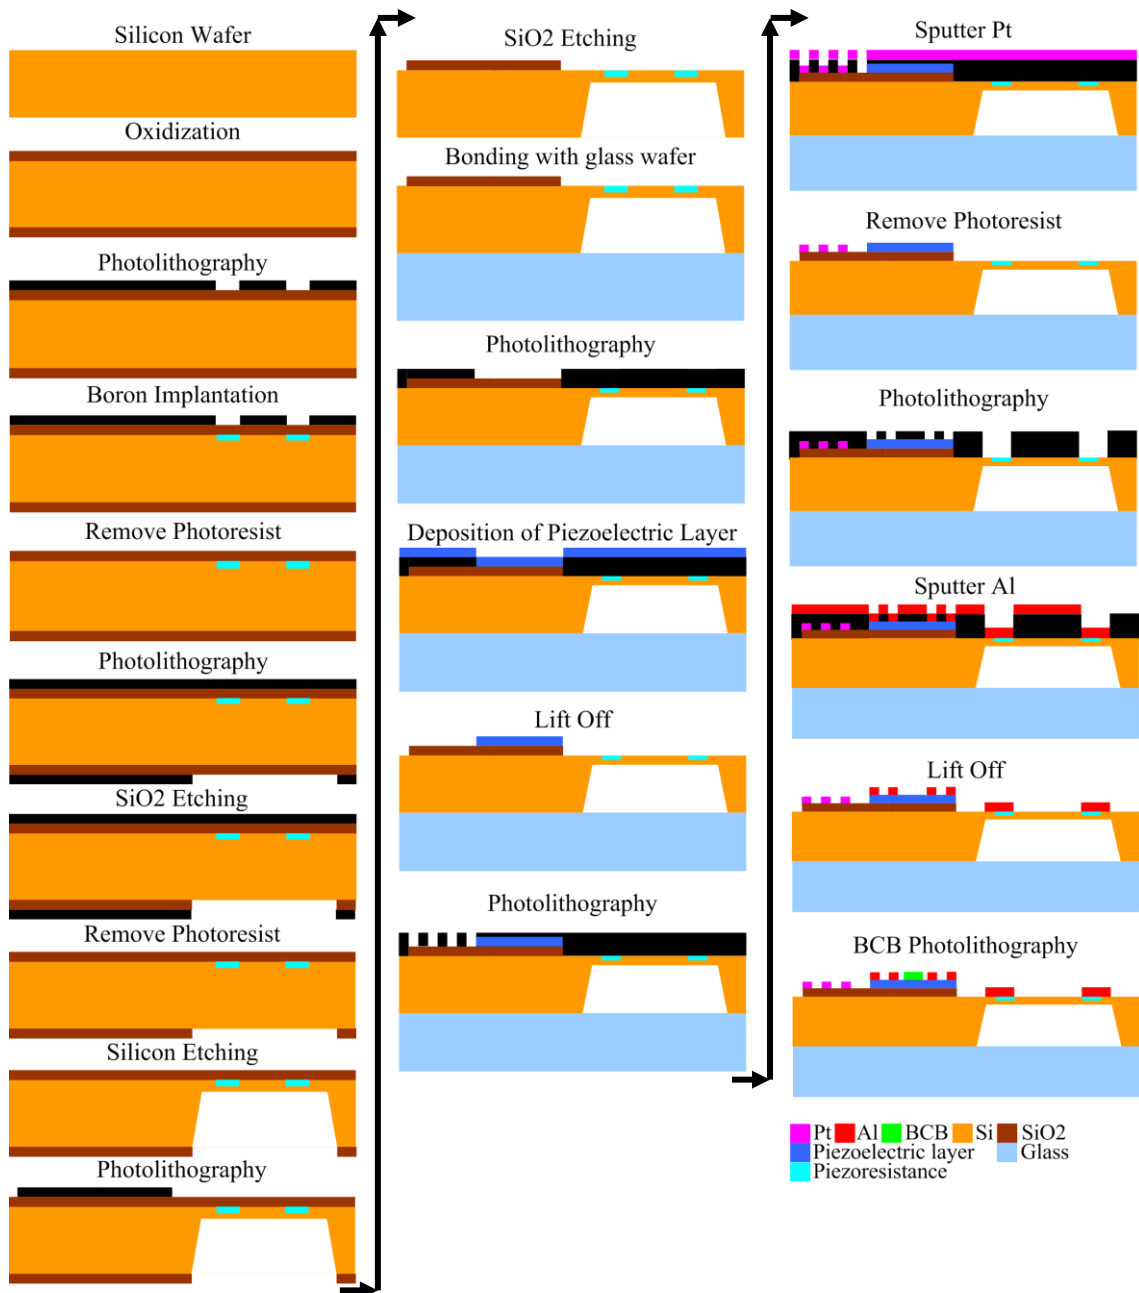 Silicon Wafer
Oxidization
Photolithography
Boron Implantation
Remove Photoresist
Photolithography
SiO2 Etching
Remove Photoresist
Silicon Etching
Photolithography
SiO2 Etching
Bonding with glass wafer
Photolithography
Deposition of Piezoelectric Layer
Lift Off
Photolithography
Sputter Pt
Remove Photoresist
Photolithography
Sputter Al
Lift Off
BCB Photolithography
Pt Al BCB Si SiO2
Piezoelectric layer Glass
Piezoresistance